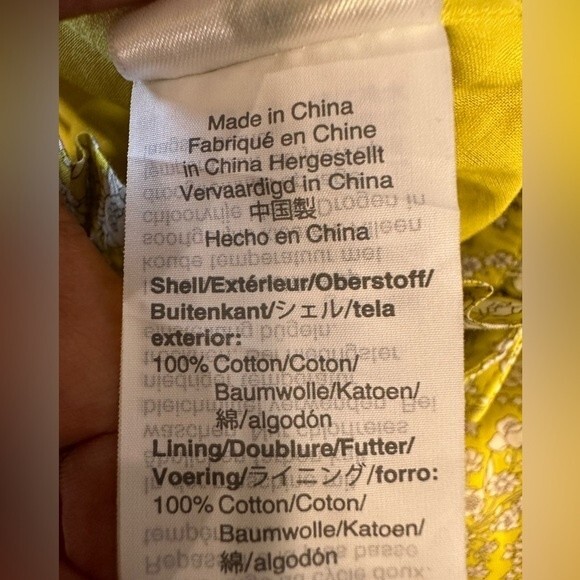 Made in China
Fabriqué en Chine
in China Hergestellt
Vervaardigd in China
中国製
Hecho en China
Shell/Extérieur/Oberstoff/
Buitenkant/シェル/tela
exterior:
100% Cotton/Coton/
Baumwolle/Katoen/
綿/algodón
Lining/Doublure/Futter/
Voering/ライニング/forro:
100% Cotton/Coton/
Baumwolle/Katoen/
綿/algodón